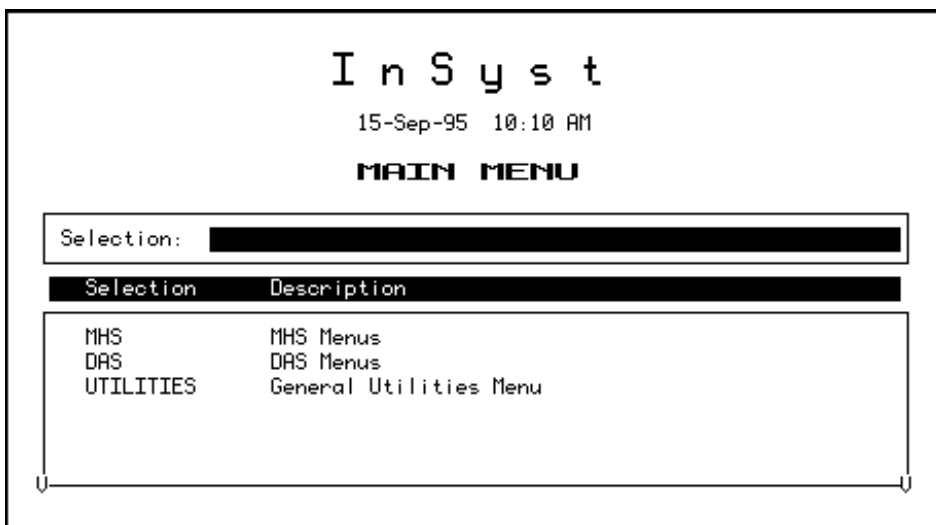 InSyst
15-Sep-95 10:10 AM
MAIN MENU
Selection:
Selection Description
MHS MHS Menus
DAS DAS Menus
UTILITIES General Utilities Menu